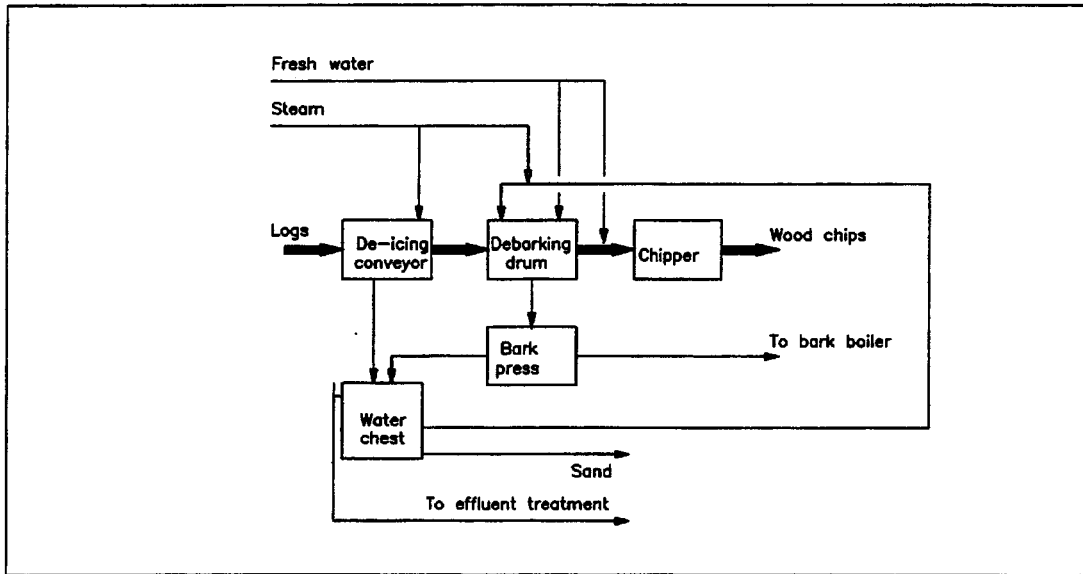 Fresh water
Steam
Logs
De-icing
conveyor
Debarking
drum
Chipper
Wood chips
Bark
press
To bark boiler
Water
chest
Sand
To effluent treatment